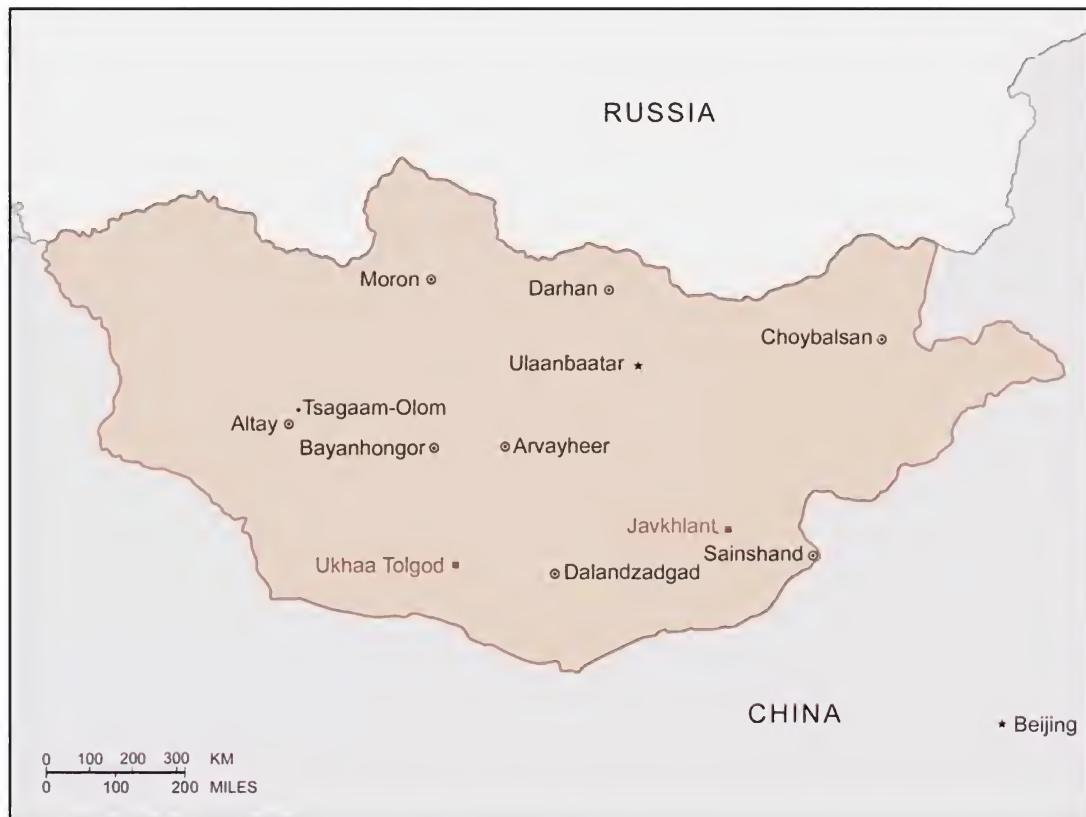 RUSSIA
Moron
Darhan
Choybalsan
Ulaanbaatar
Tsagaam-Olom
Altay
Bayanhongor
Arvayheer
Javkhlant
Sainshand
Ukhaa Tolgod
Dalandzadgad
CHINA
Beijing
0 100 200 300 KM
0 100 200 MILES